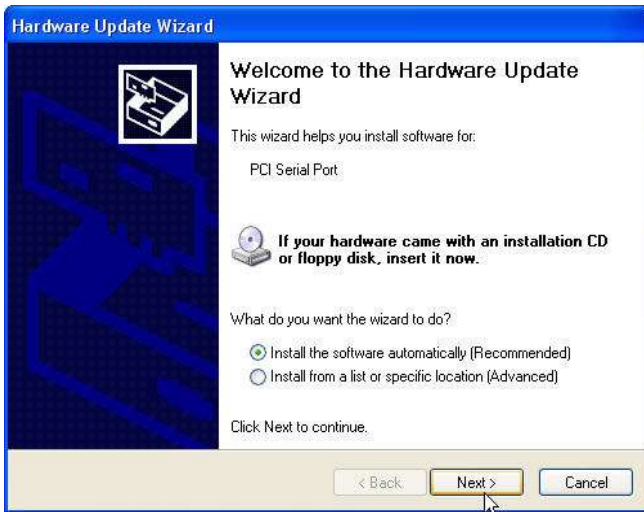 Hardware Update Wizard
Welcome to the Hardware Update
Wizard
This wizard helps you install software for:
PCI Serial Port
If your hardware came with an installation CD
or floppy disk, insert it now.
What do you want the wizard to do?
Install the software automatically (Recommended)
Install from a list or specific location (Advanced)
Click Next to continue.
< Back
Next >
Cancel